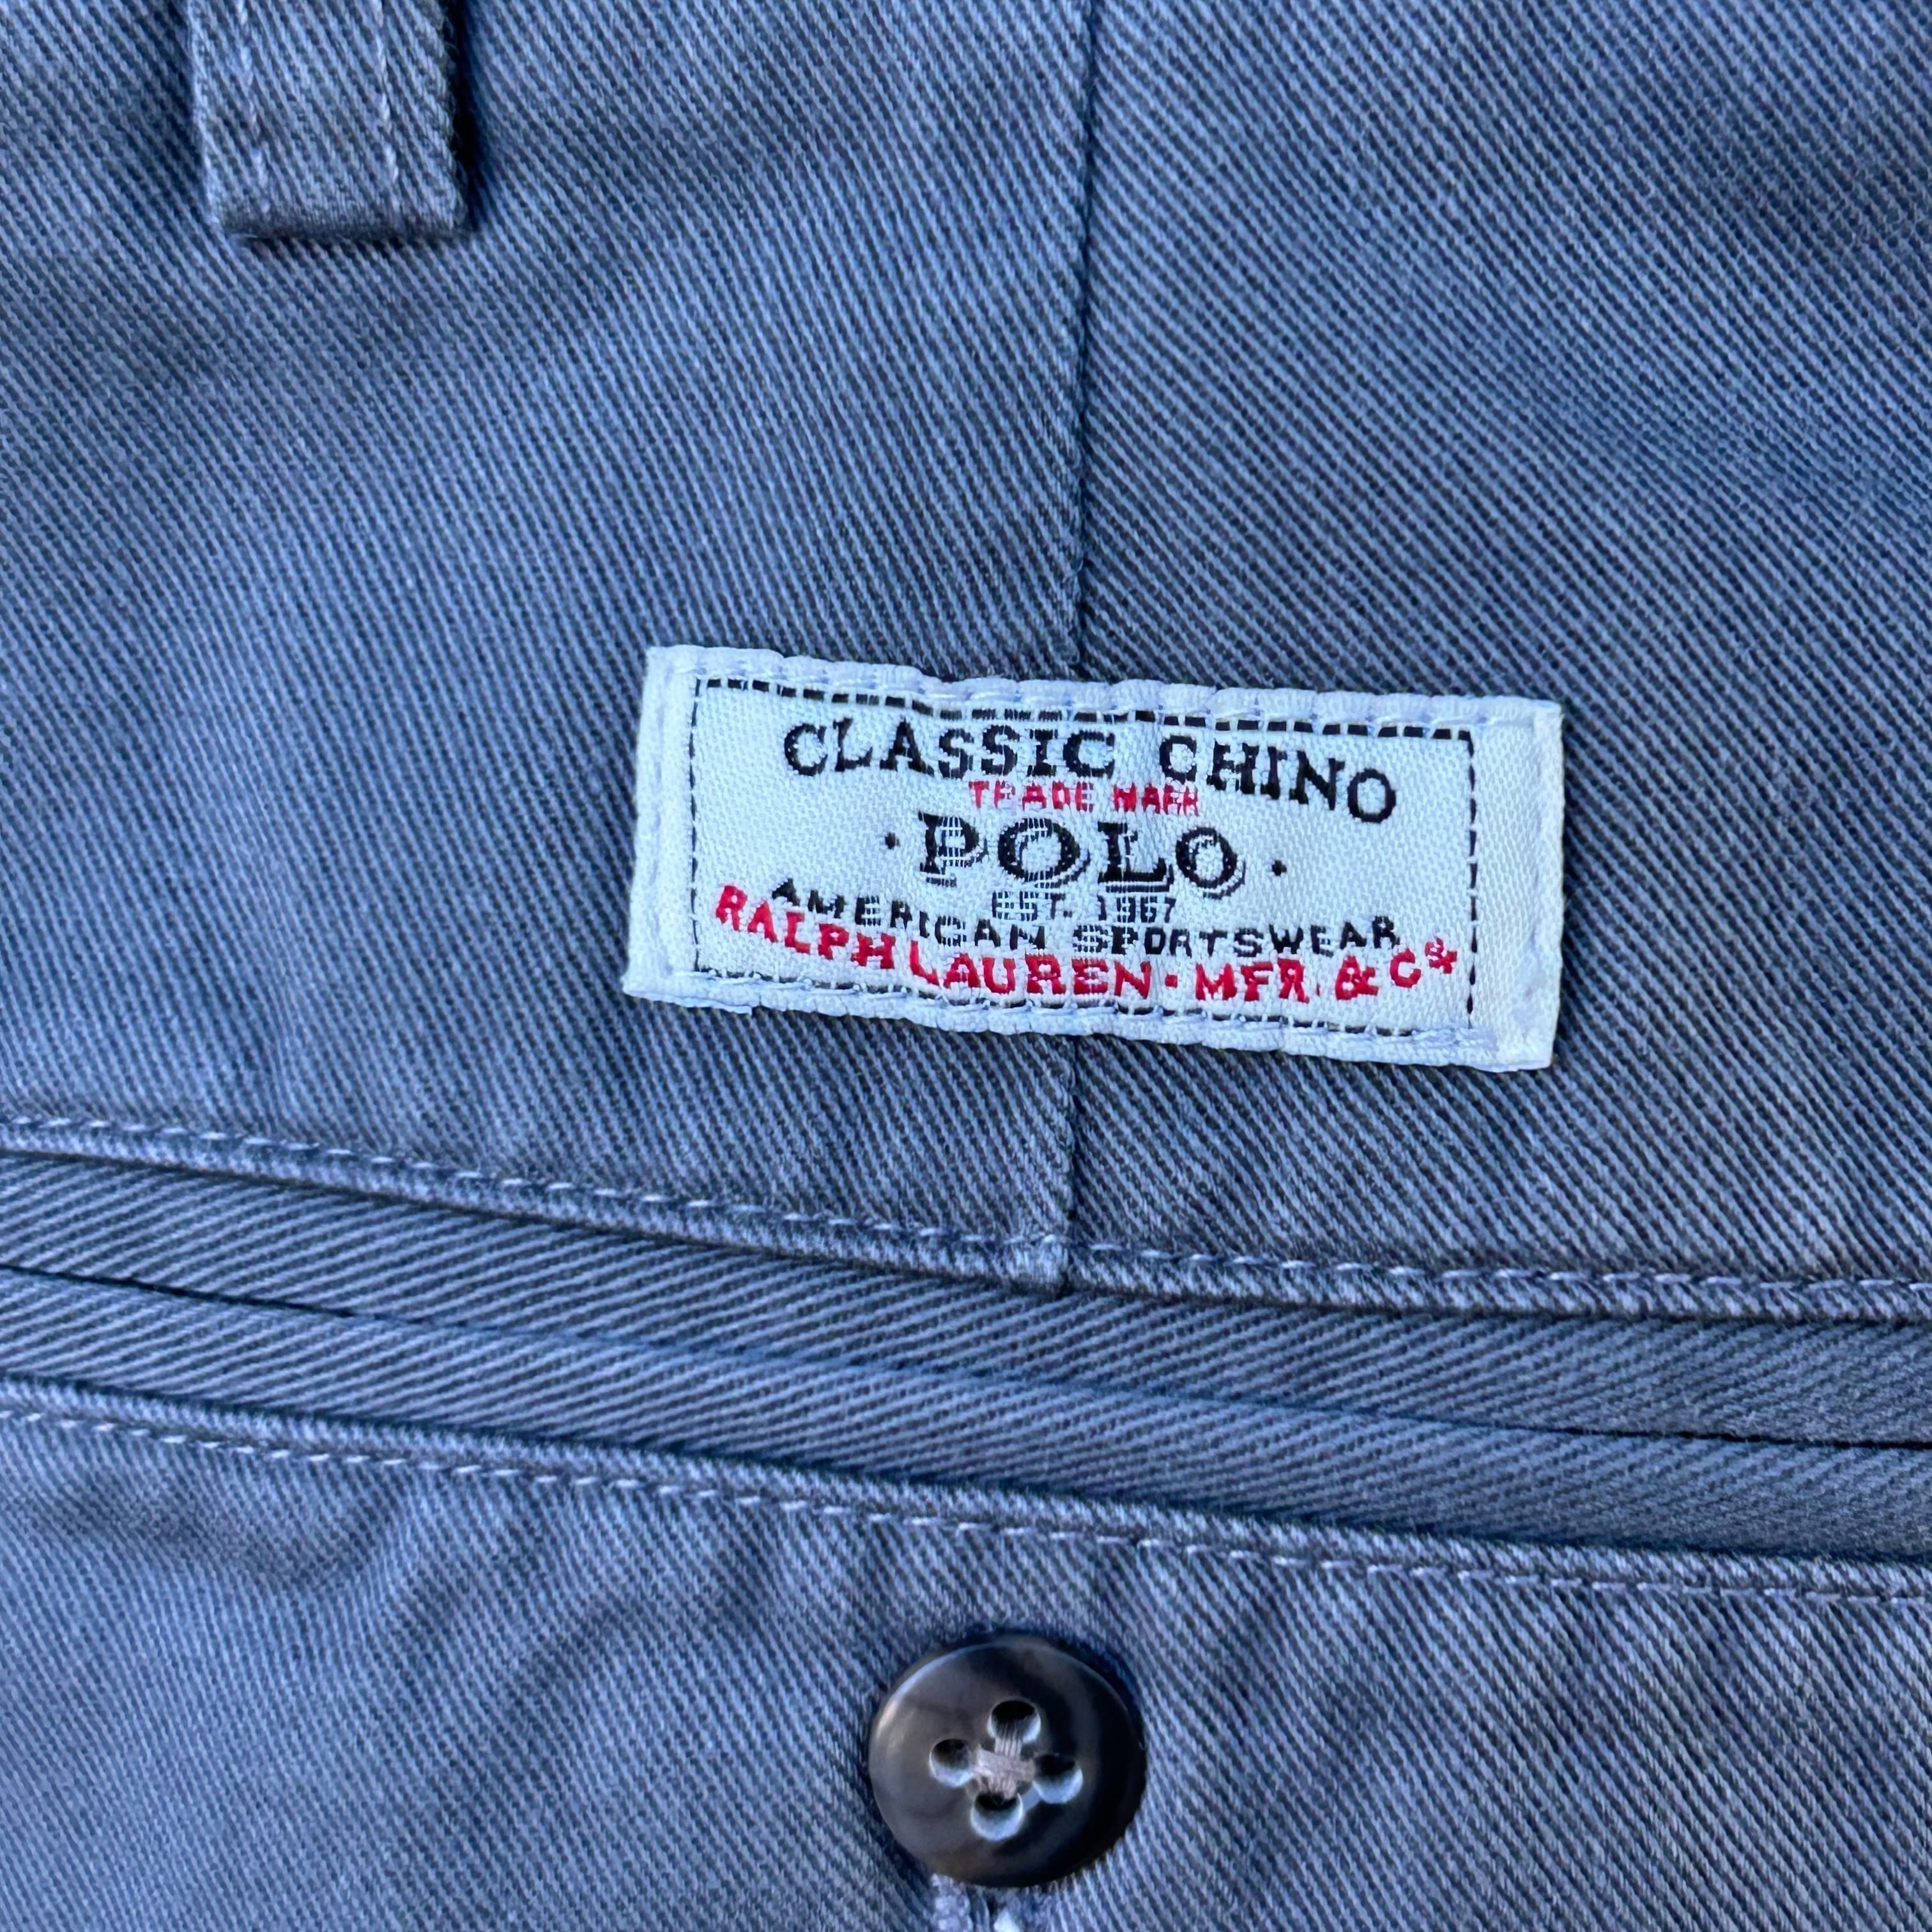 CLASSIC CHINO
TRADE MARK
· POLO ·
EST. 1967
AMERICAN SPORTSWEAR
RALPH LAUREN · MFR. & Cº